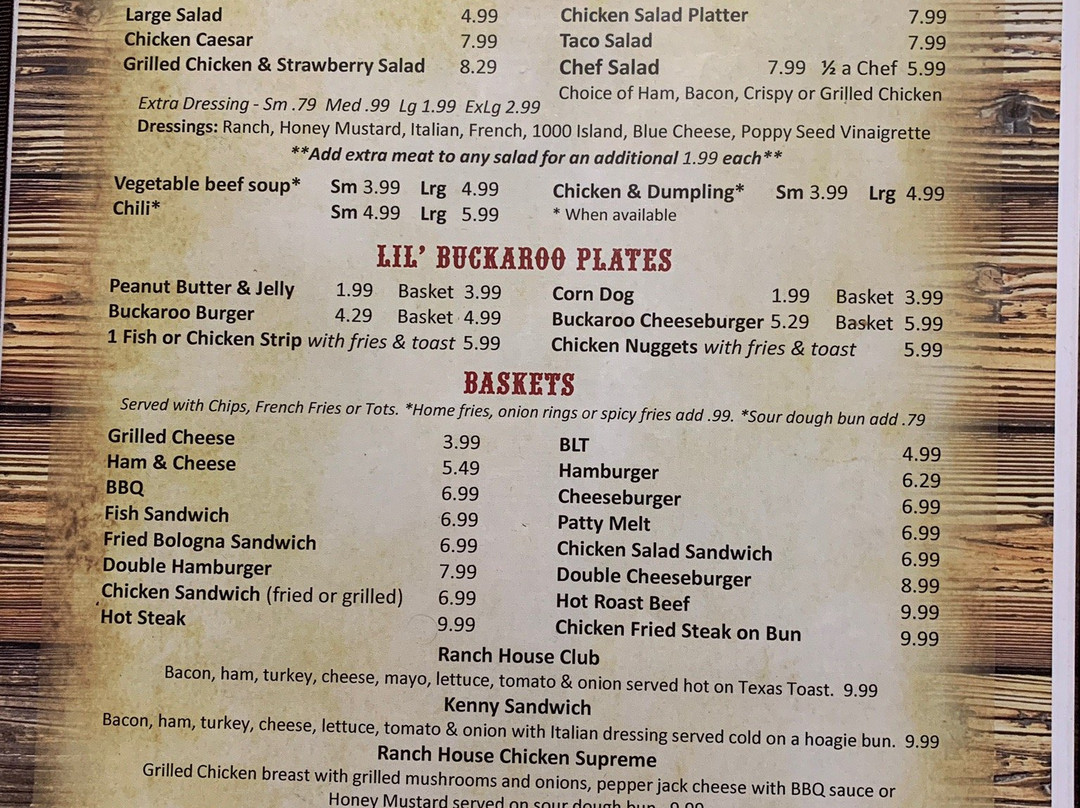 Large Salad 4.99 Chicken Salad Platter 7.99
Chicken Caesar 7.99 Taco Salad 7.99
Grilled Chicken & Strawberry Salad 8.29 Chef Salad 7.99 ½ a Chef 5.99
Extra Dressing - Sm .79 Med .99 Lg 1.99 ExLg 2.99 Choice of Ham, Bacon, Crispy or Grilled Chicken
Dressings: Ranch, Honey Mustard, Italian, French, 1000 Island, Blue Cheese, Poppy Seed Vinaigrette
**Add extra meat to any salad for an additional 1.99 each**
Vegetable beef soup* Sm 3.99 Lrg 4.99 Chicken & Dumpling* Sm 3.99 Lrg 4.99
Chili* Sm 4.99 Lrg 5.99 * When available
LIL' BUCKAROO PLATES
Peanut Butter & Jelly 1.99 Basket 3.99 Corn Dog 1.99 Basket 3.99
Buckaroo Burger 4.29 Basket 4.99 Buckaroo Cheeseburger 5.29 Basket 5.99
1 Fish or Chicken Strip with fries & toast 5.99 Chicken Nuggets with fries & toast 5.99
BASKETS
Served with Chips, French Fries or Tots. *Home fries, onion rings or spicy fries add .99. *Sour dough bun add .79
Grilled Cheese 3.99 BLT 4.99
Ham & Cheese 5.49 Hamburger 6.29
BBQ 6.99 Cheeseburger 6.99
Fish Sandwich 6.99 Patty Melt 6.99
Fried Bologna Sandwich 6.99 Chicken Salad Sandwich 6.99
Double Hamburger 7.99 Double Cheeseburger 8.99
Chicken Sandwich (fried or grilled) 6.99 Hot Roast Beef 9.99
Hot Steak 9.99 Chicken Fried Steak on Bun 9.99
Ranch House Club
Bacon, ham, turkey, cheese, mayo, lettuce, tomato & onion served hot on Texas Toast. 9.99
Kenny Sandwich
Bacon, ham, turkey, cheese, lettuce, tomato & onion with Italian dressing served cold on a hoagie bun. 9.99
Ranch House Chicken Supreme
Grilled Chicken breast with grilled mushrooms and onions, pepper jack cheese with BBQ sauce or
Honey Mustard served on sour dough bun 9.99